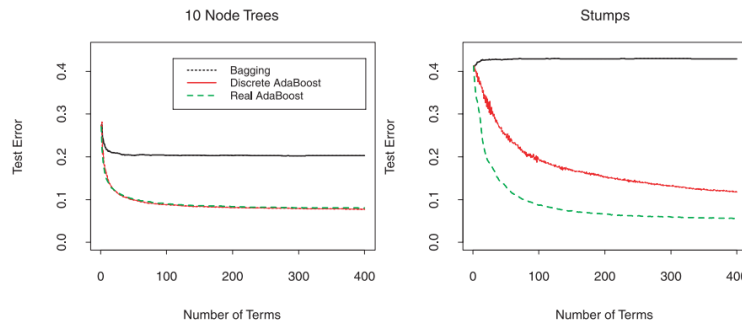 10 Node Trees
Test Error
0.0
0.1
0.2
0.3
0.4
Bagging
Discrete AdaBoost
Real AdaBoost
0 100 200 300 400
Number of Terms
Stumps
Test Error
0.0
0.1
0.2
0.3
0.4
0 100 200 300 400
Number of Terms